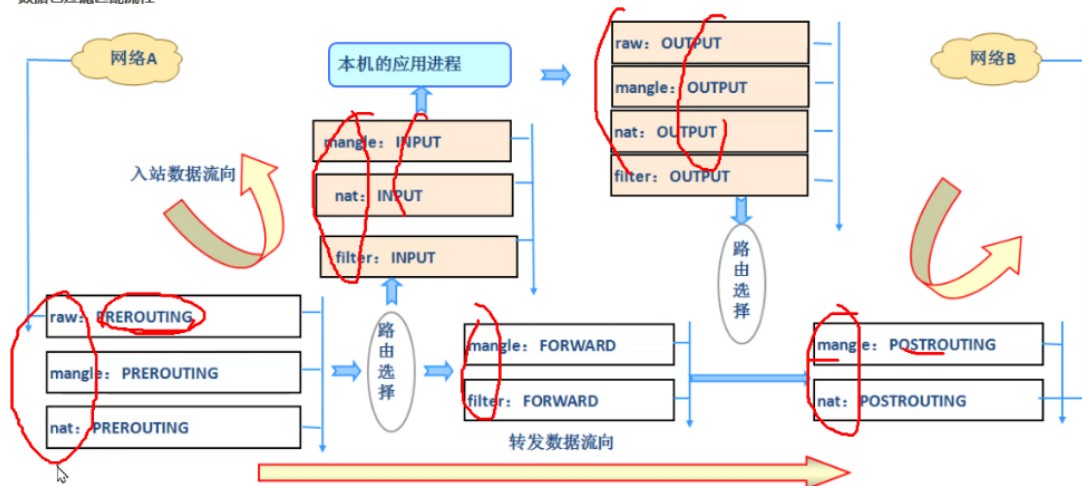 网络A
本机的应用进程
raw: OUTPUT
mangle: OUTPUT
nat: OUTPUT
filter: OUTPUT
网络B
mangle: INPUT
nat: INPUT
filter: INPUT
入站数据流向
路由选择
raw: PREROUTING
mangle: PREROUTING
nat: PREROUTING
路由选择
mangle: FORWARD
filter: FORWARD
mangle: POSTROUTING
nat: POSTROUTING
转发数据流向